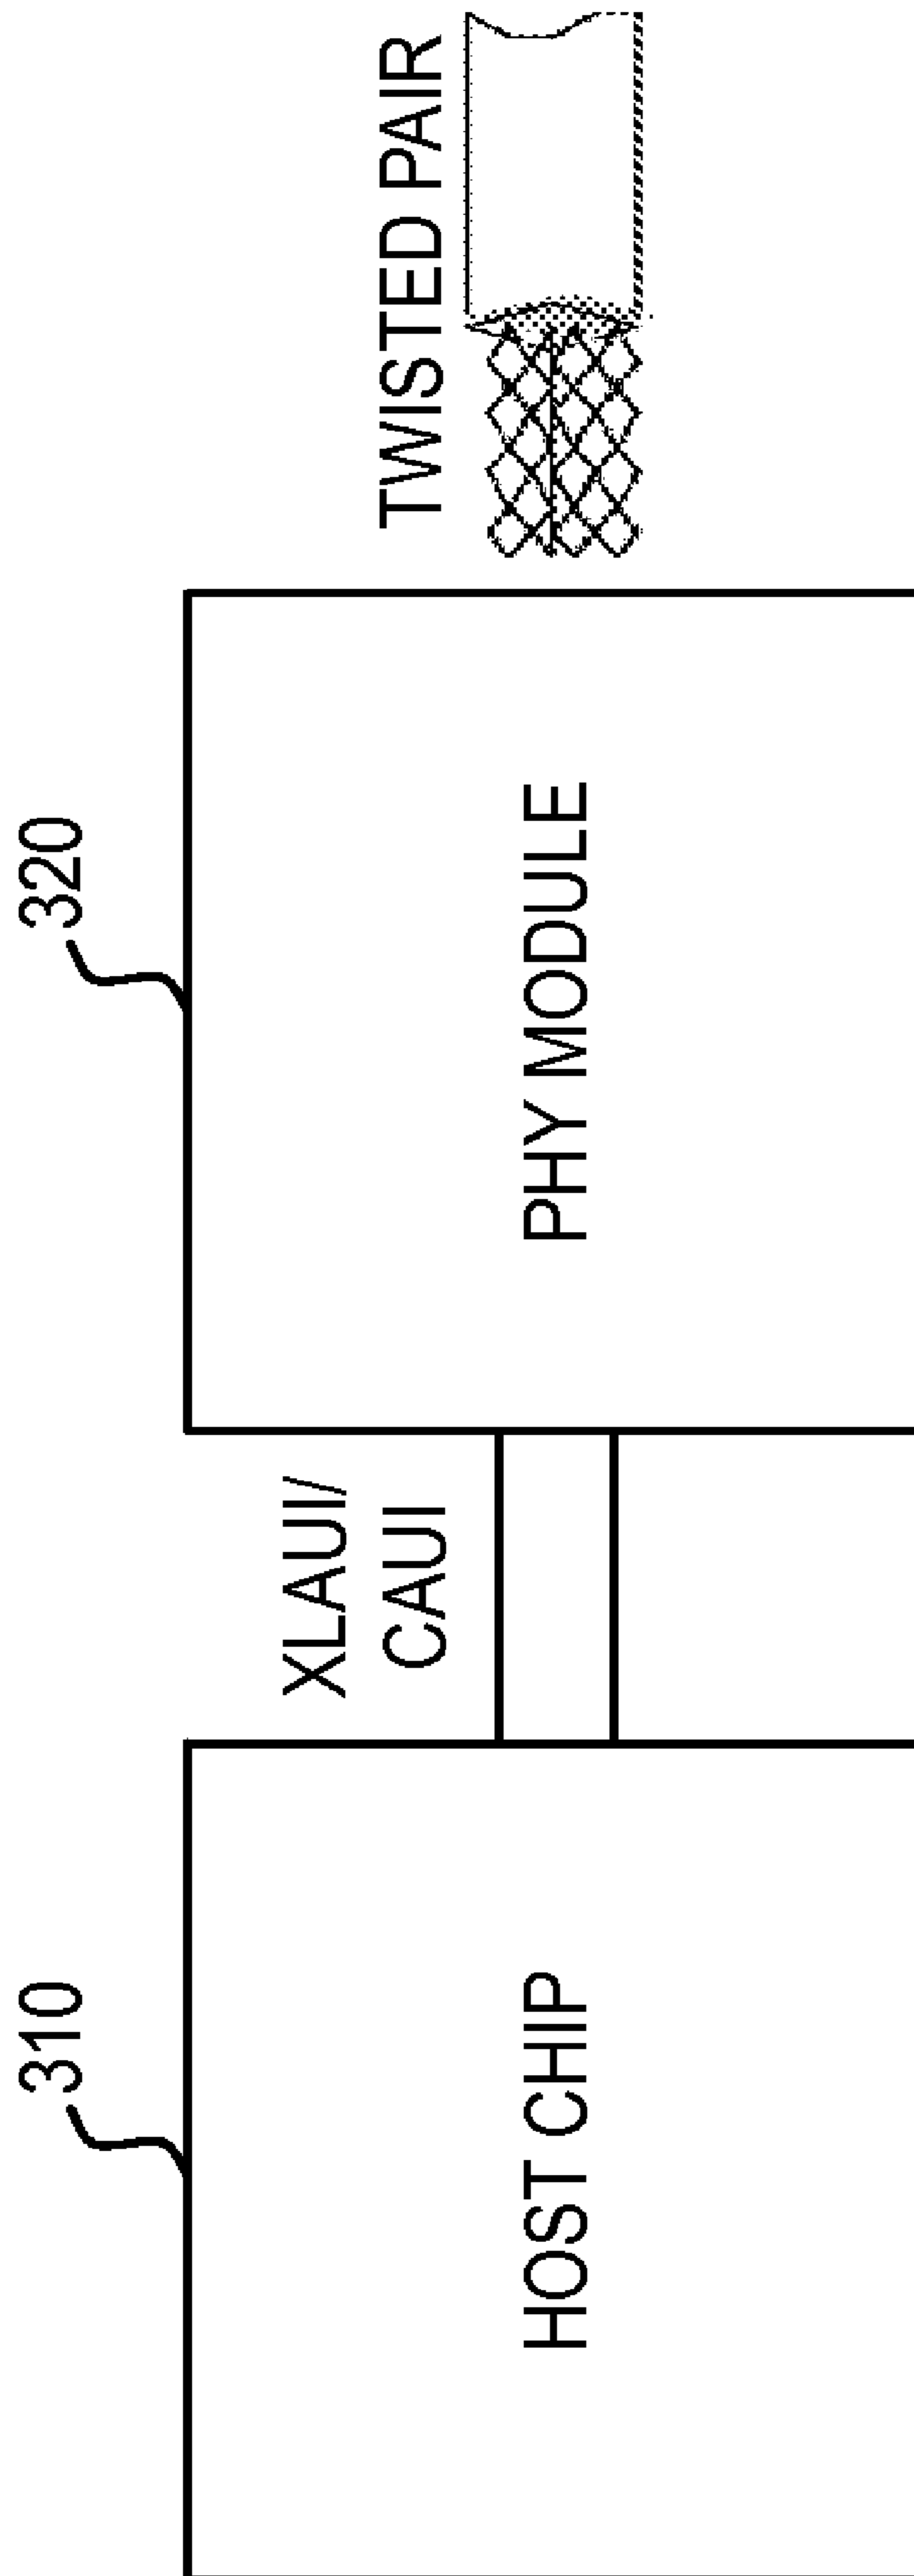 310
320
HOST CHIP
XLAUI/
CAUI
PHY MODULE
TWISTED PAIR